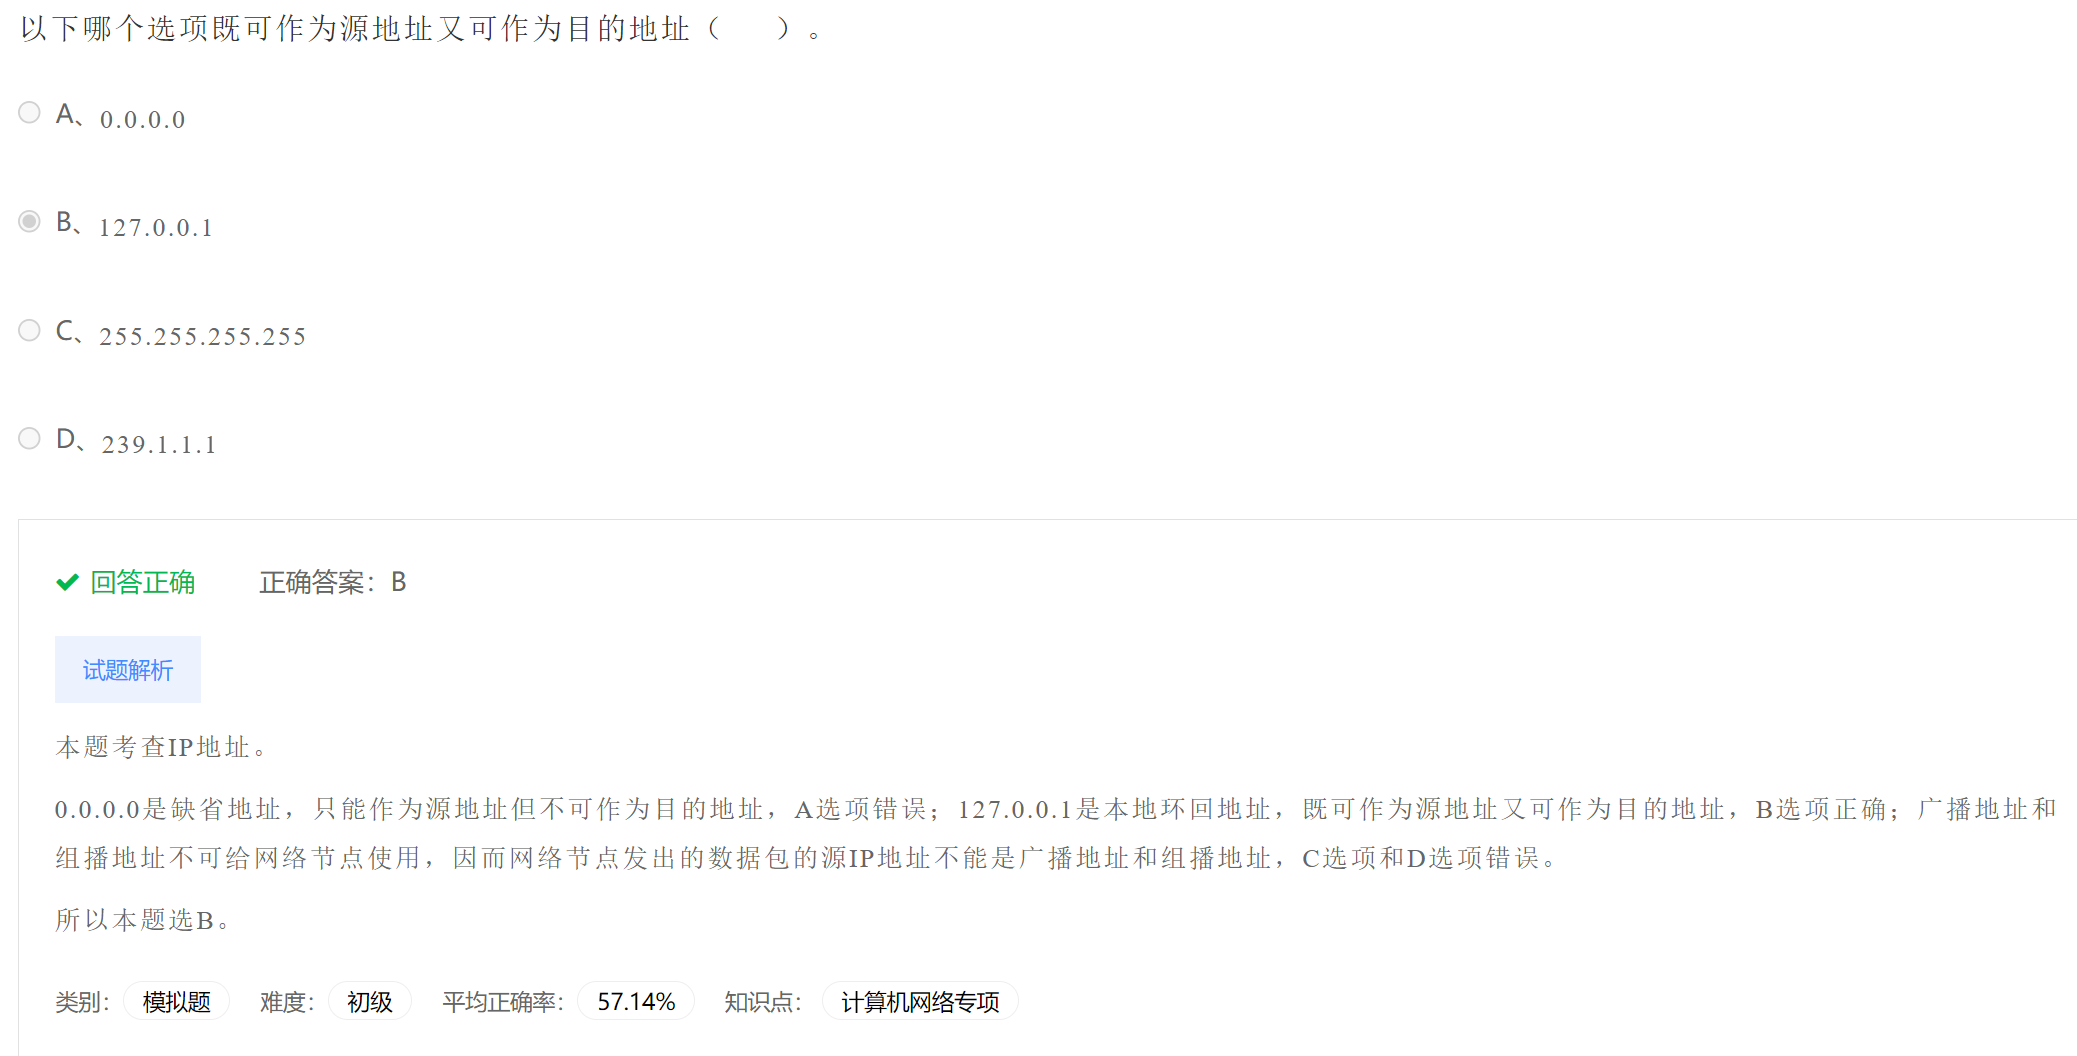 以下哪个选项既可作为源地址又可作为目的地址（　　）。
A、0.0.0.0
B、127.0.0.1
C、255.255.255.255
D、239.1.1.1
回答正确 正确答案：B
试题解析
本题考查IP地址。
0.0.0.0是缺省地址，只能作为源地址但不可作为目的地址，A选项错误；127.0.0.1是本地环回地址，既可作为源地址又可作为目的地址，B选项正确；广播地址和
组播地址不可给网络节点使用，因而网络节点发出的数据包的源IP地址不能是广播地址和组播地址，C选项和D选项错误。
所以本题选B。
类别： 模拟题 难度： 初级 平均正确率： 57.14% 知识点： 计算机网络专项